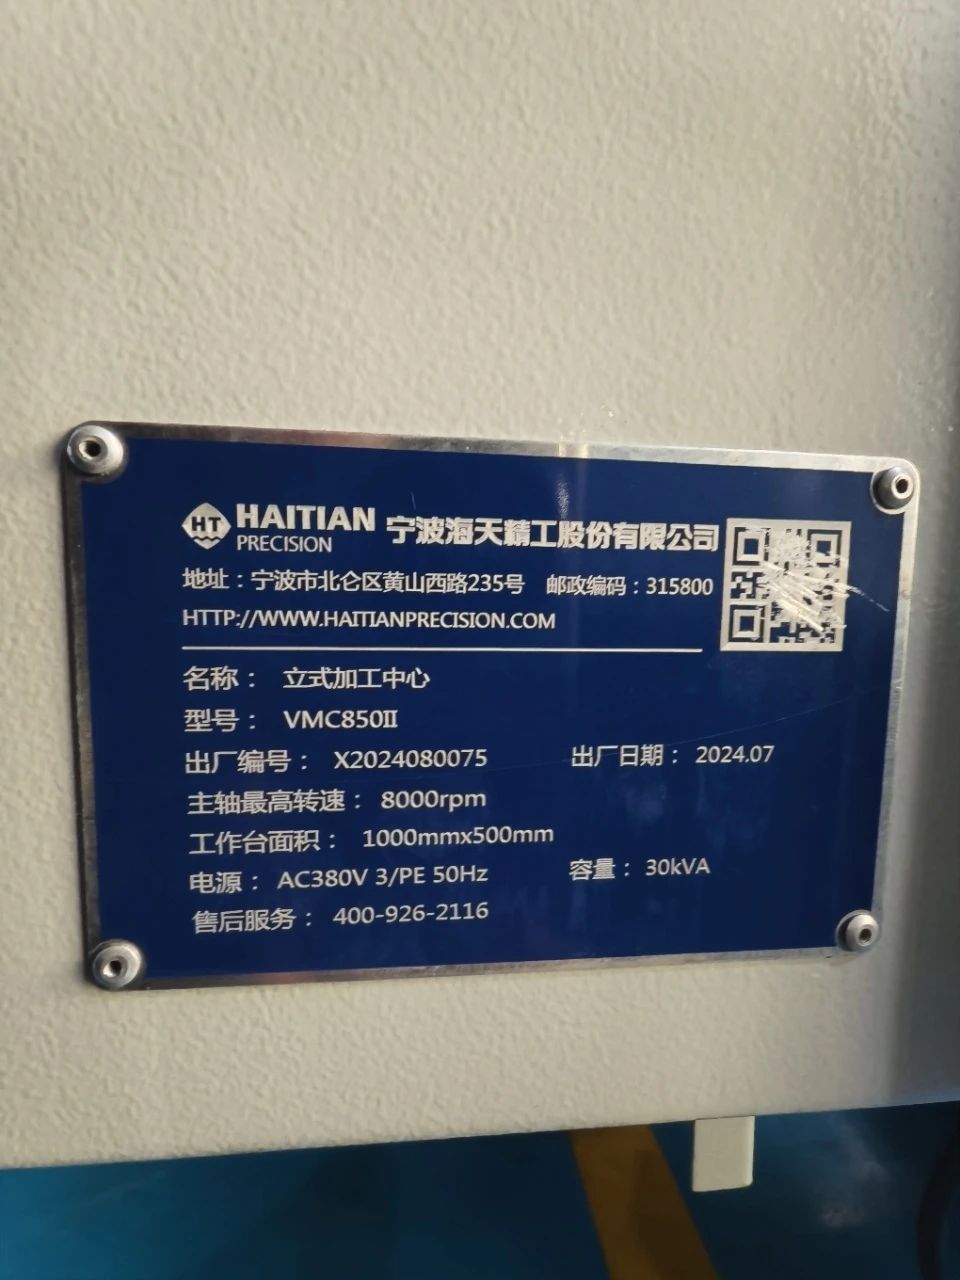 HT HAITIAN PRECISION 宁波海天精工股份有限公司
地址：宁波市北仑区黄山西路235号 邮政编码：315800
HTTP://WWW.HAITIANPRECISION.COM
名称： 立式加工中心
型号： VMC850II
出厂编号： X2024080075 出厂日期： 2024.07
主轴最高转速： 8000rpm
工作台面积： 1000mmx500mm
电源： AC380V 3/PE 50Hz 容量： 30kVA
售后服务： 400-926-2116